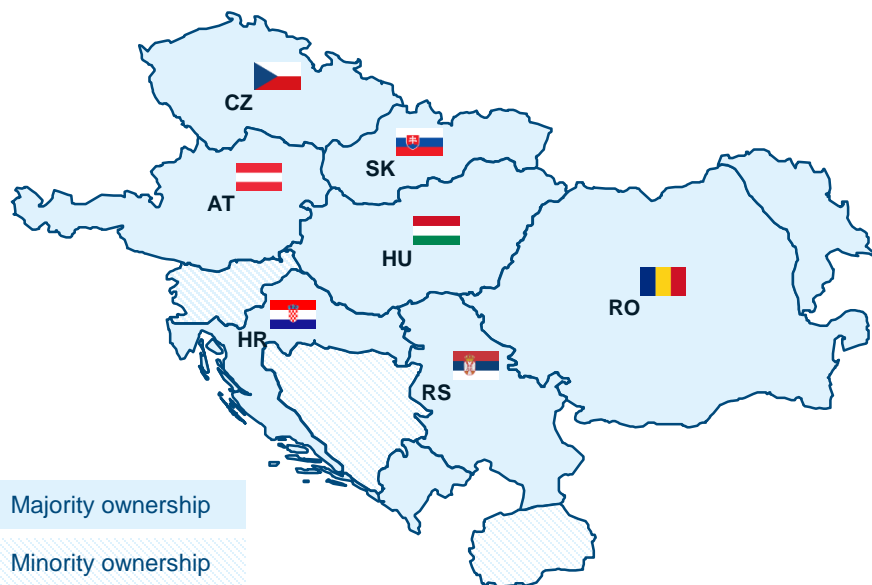 CZ
SK
AT
HU
RO
HR
RS
Majority ownership
Minority ownership